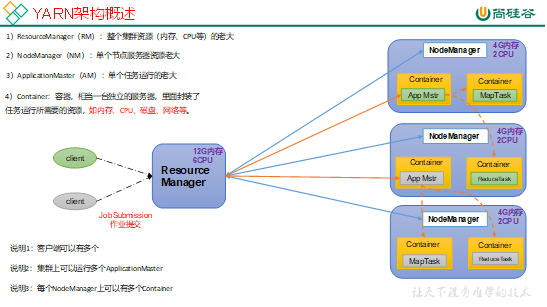 YARN架构概述
尚硅谷
1）ResourceManager（RM）：整个集群资源（内存、CPU等）的老大
2）NodeManager（NM）：单个节点服务器资源老大
3）ApplicationMaster（AM）：单个任务运行的老大
4）Container：容器，相当一台独立的服务器，里面封装了
任务运行所需要的资源，如内存、CPU、磁盘、网络等。
client
client
Job Submission
作业提交
12G内存
6CPU
Resource
Manager
NodeManager
4G内存
2CPU
Container
App Mstr
Container
MapTask
NodeManager
4G内存
2CPU
Container
App Mstr
Container
ReduceTask
NodeManager
4G内存
2CPU
Container
MapTask
Container
ReduceTask
说明1：客户端可以有多个
说明2：集群上可以运行多个ApplicationMaster
说明3：每个NodeManager上可以有多个Container
让天下没有难学的技术